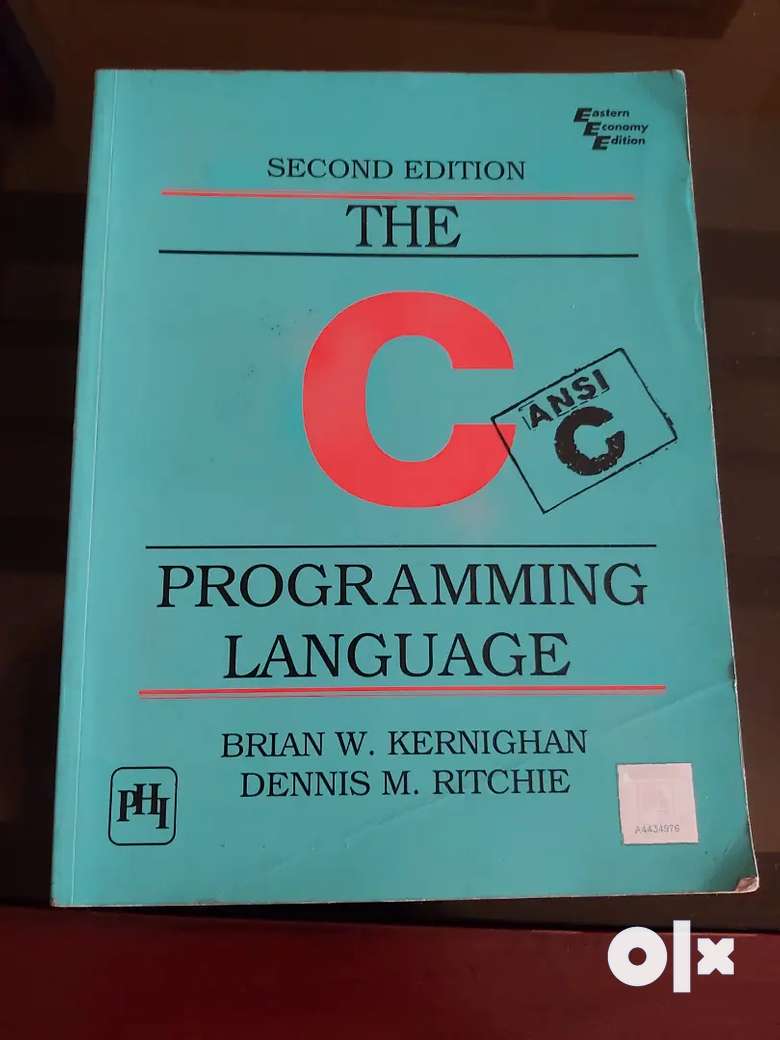 Eastern
Economy
Edition
SECOND EDITION
THE
C
ANSI
C
PROGRAMMING
LANGUAGE
BRIAN W. KERNIGHAN
DENNIS M. RITCHIE
PHI
A4434976
olx